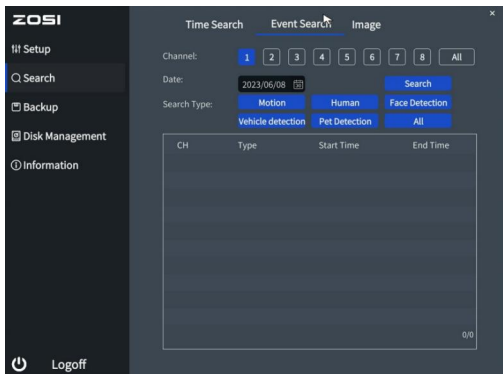 ZOSI
Time Search Event Search Image
×
Setup
Search
Backup
Disk Management
Information
Logoff
Channel: 1 2 3 4 5 6 7 8 All
Date: 2023/06/08 Search
Search Type: Motion Human Face Detection
Vehicle detection Pet Detection All
CH Type Start Time End Time
0/0